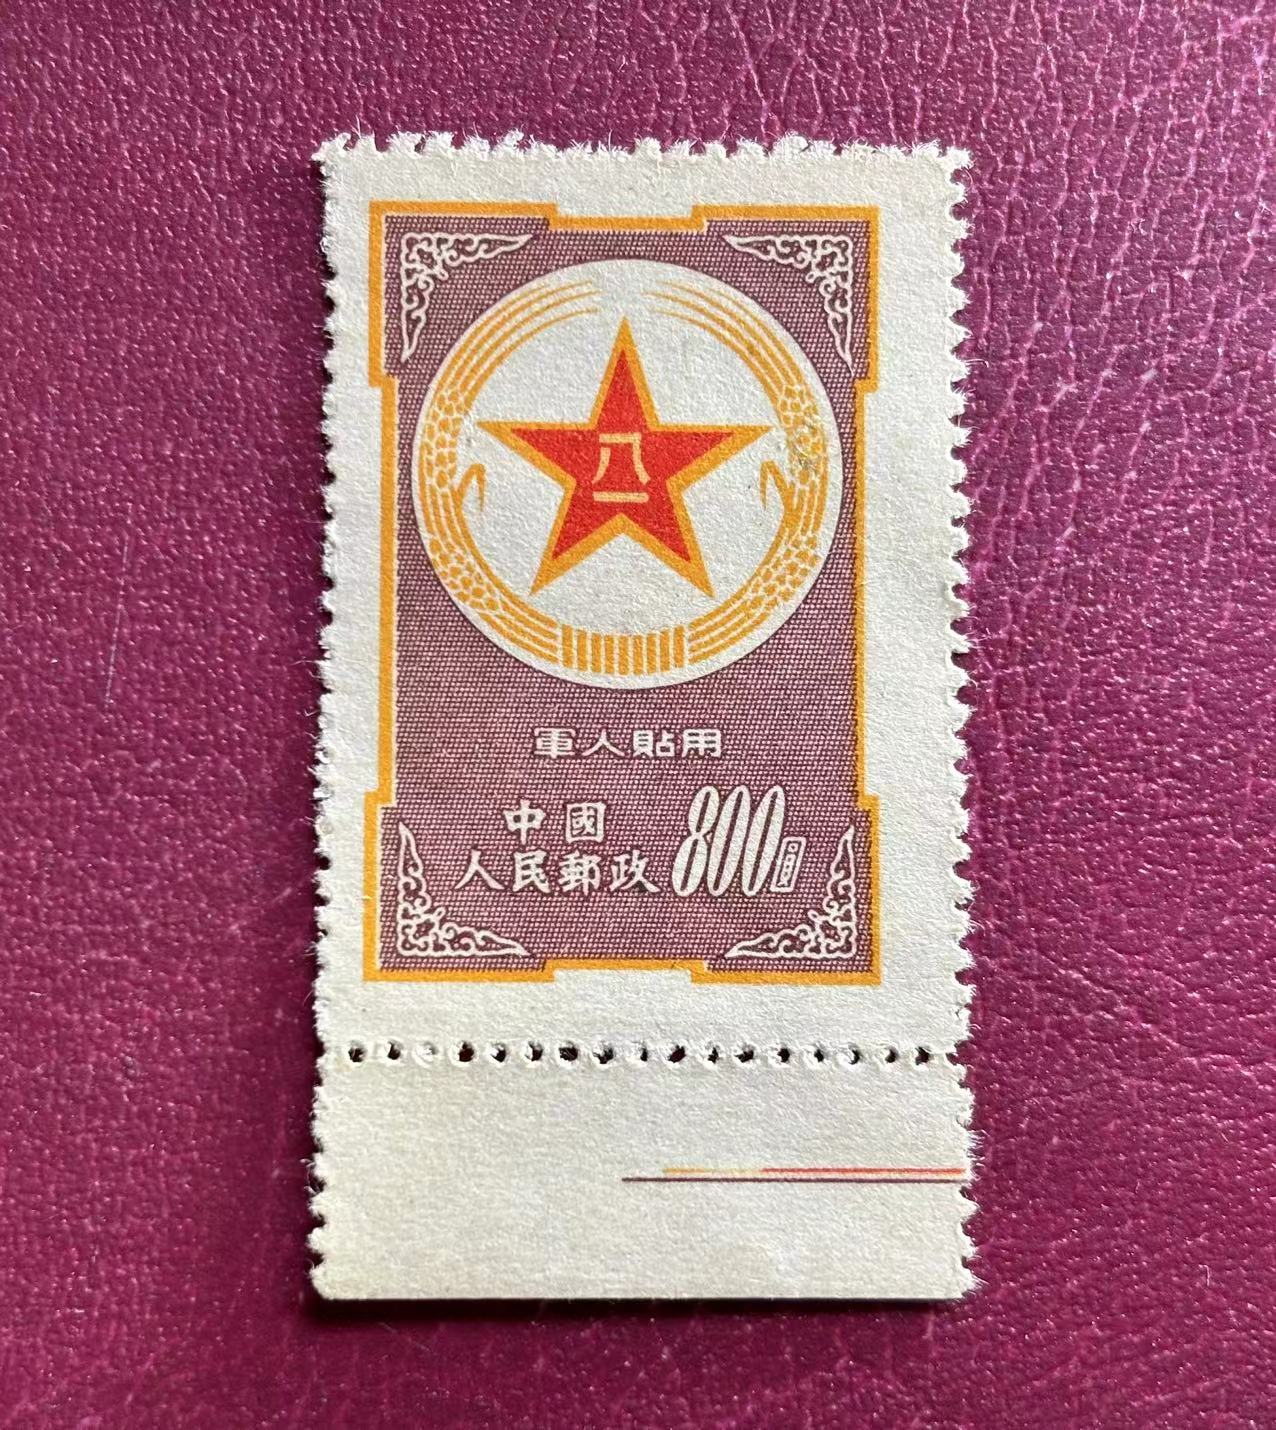 八一
軍人貼用
中國
人民郵政 800圓